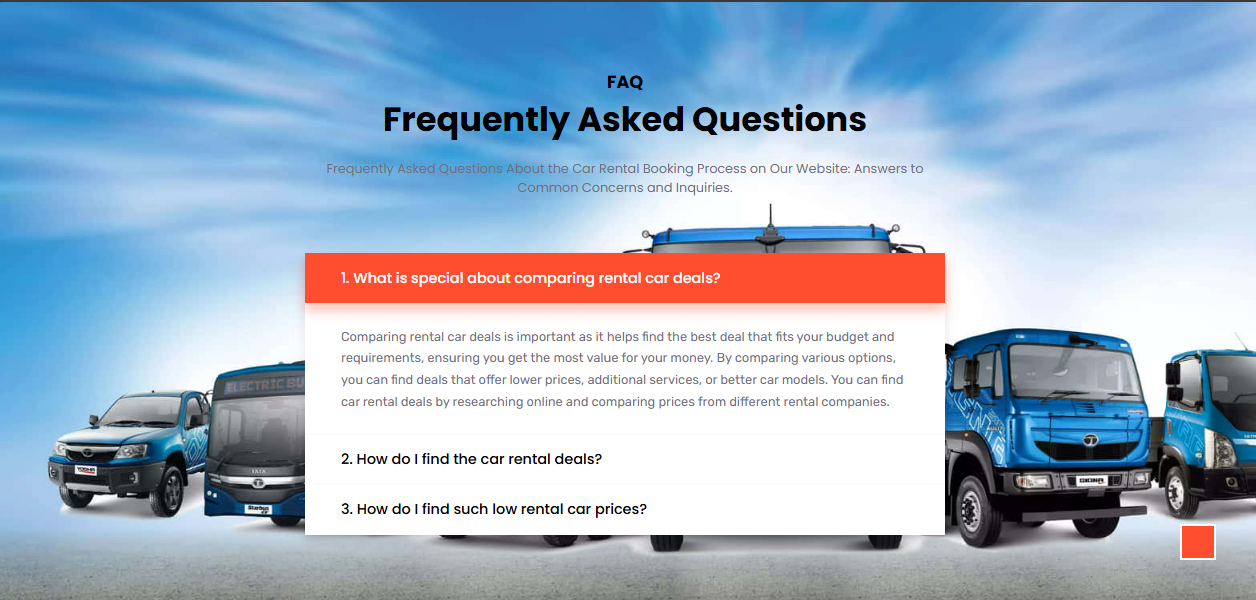 FAQ
Frequently Asked Questions
Frequently Asked Questions About the Car Rental Booking Process on Our Website: Answers to
Common Concerns and Inquiries.
1. What is special about comparing rental car deals?
Comparing rental car deals is important as it helps find the best deal that fits your budget and
requirements, ensuring you get the most value for your money. By comparing various options,
you can find deals that offer lower prices, additional services, or better car models. You can find
car rental deals by researching online and comparing prices from different rental companies.
ELECTRIC BU
2. How do I find the car rental deals?
TATA
YODHA
SIGNA
Starbus
3. How do I find such low rental car prices?